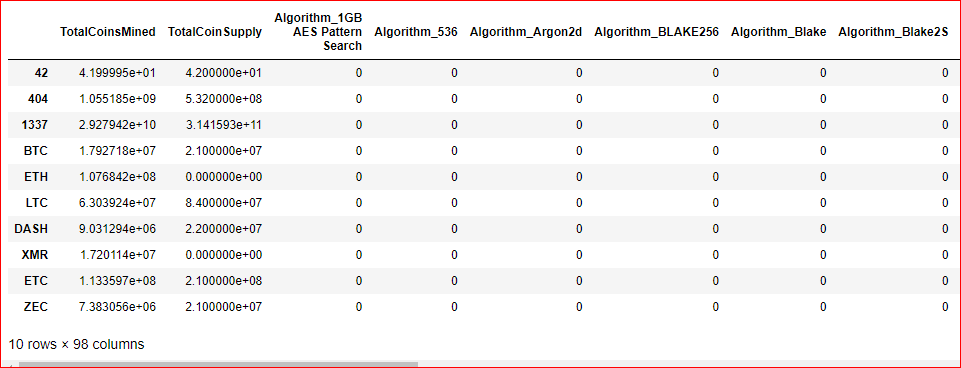 Algorithm_1GB
TotalCoinsMined TotalCoinSupply AES Pattern Algorithm_536 Algorithm_Argon2d Algorithm_BLAKE256 Algorithm_Blake Algorithm_Blake2S
Search
42 4.199995e+01 4.200000e+01 0 0 0 0 0 0
404 1.055185e+09 5.320000e+08 0 0 0 0 0 0
1337 2.927942e+10 3.141593e+11 0 0 0 0 0 0
BTC 1.792718e+07 2.100000e+07 0 0 0 0 0 0
ETH 1.076842e+08 0.000000e+00 0 0 0 0 0 0
LTC 6.303924e+07 8.400000e+07 0 0 0 0 0 0
DASH 9.031294e+06 2.200000e+07 0 0 0 0 0 0
XMR 1.720114e+07 0.000000e+00 0 0 0 0 0 0
ETC 1.133597e+08 2.100000e+08 0 0 0 0 0 0
ZEC 7.383056e+06 2.100000e+07 0 0 0 0 0 0
10 rows × 98 columns